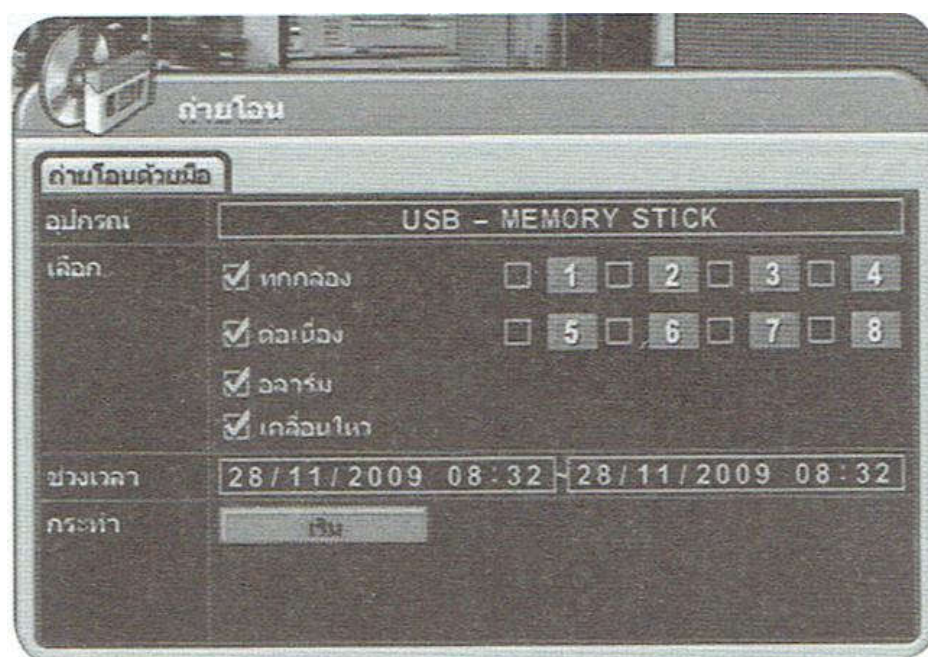 ถ่ายโอน
ถ่ายโอนด้วยมือ
อุปกรณ์ USB – MEMORY STICK
เลือก ทุกกล้อง 1 2 3 4
ต่อเนื่อง 5 6 7 8
อลาร์ม
เคลื่อนไหว
ช่วงเวลา 28/11/2009 08:32 ~ 28/11/2009 08:32
กระทำ เริ่ม